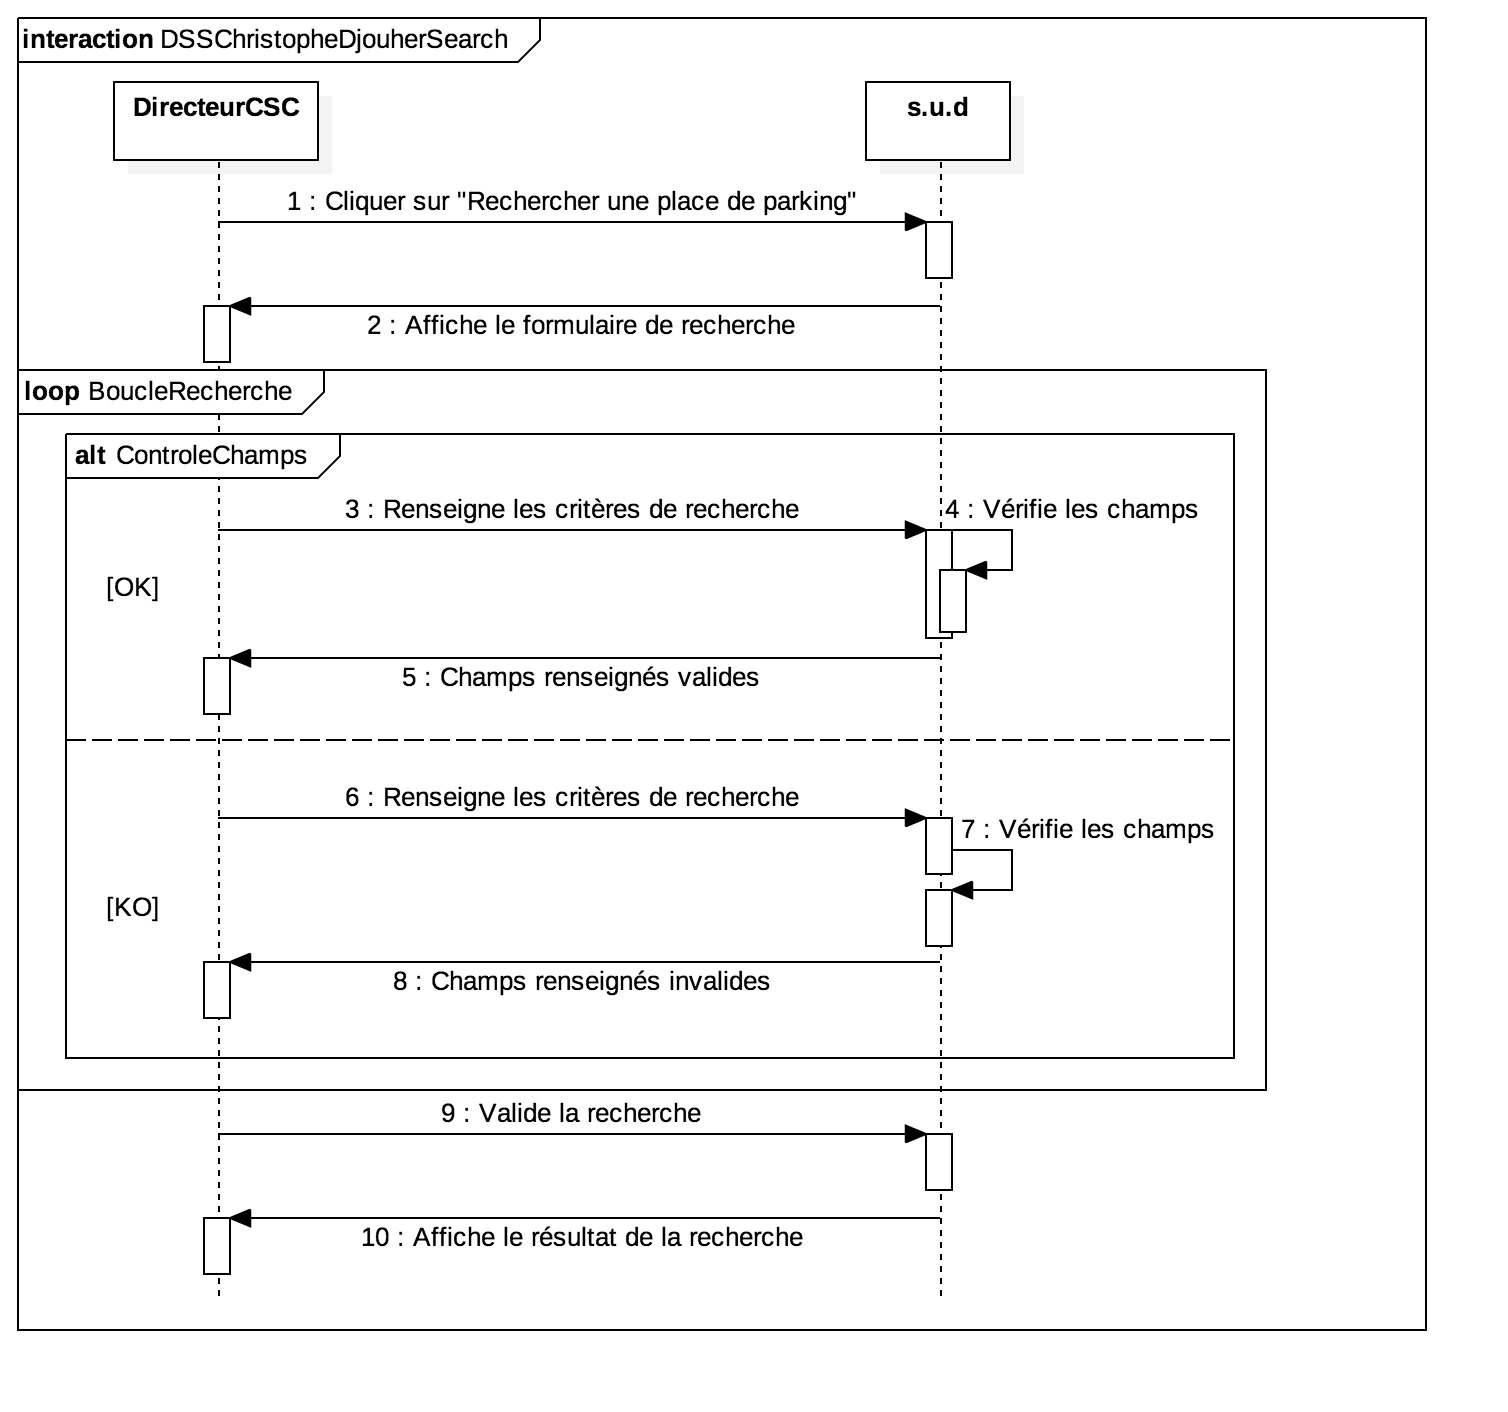 interaction DSSChristopheDjouherSearch
DirecteurCSC
s.u.d
1 : Cliquer sur "Rechercher une place de parking"
2 : Affiche le formulaire de recherche
loop BoucleRecherche
alt ControleChamps
3 : Renseigne les critères de recherche
4 : Vérifie les champs
[OK]
5 : Champs renseignés valides
6 : Renseigne les critères de recherche
7 : Vérifie les champs
[KO]
8 : Champs renseignés invalides
9 : Valide la recherche
10 : Affiche le résultat de la recherche